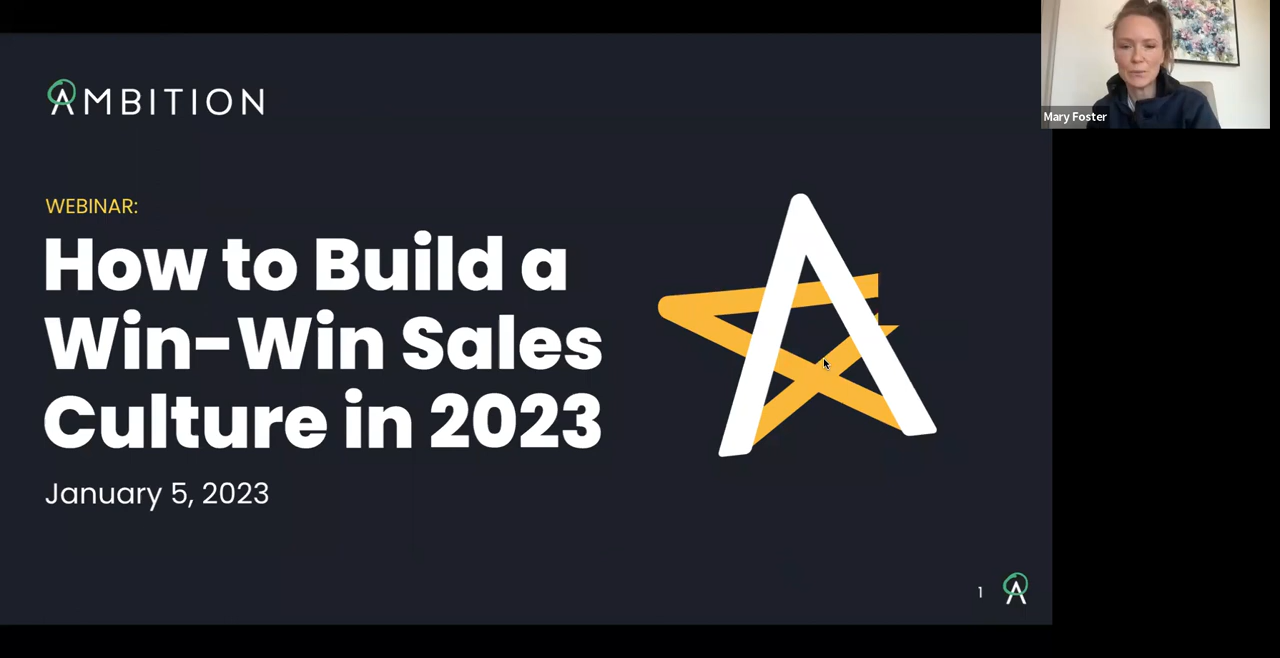 AMBITION
Mary Foster
WEBINAR:
How to Build a
Win-Win Sales
Culture in 2023
January 5, 2023
1